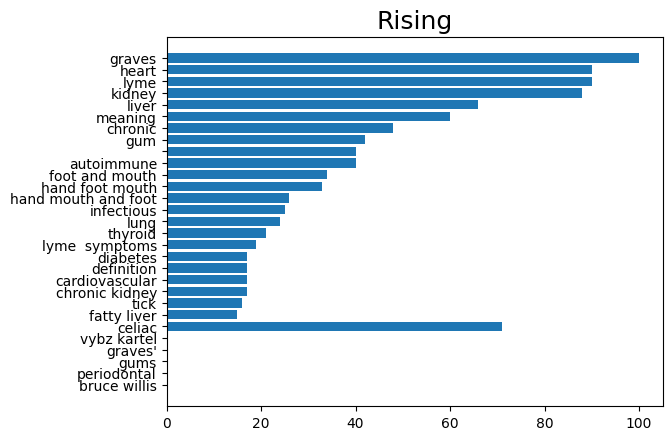 Rising
graves
heart
lyme
kidney
liver
meaning
chronic
gum
autoimmune
foot and mouth
hand foot mouth
hand mouth and foot
infectious
lung
thyroid
lyme  symptoms
diabetes
definition
cardiovascular
chronic kidney
tick
fatty liver
celiac
vybz kartel
graves'
gums
periodontal
bruce willis
0 20 40 60 80 100